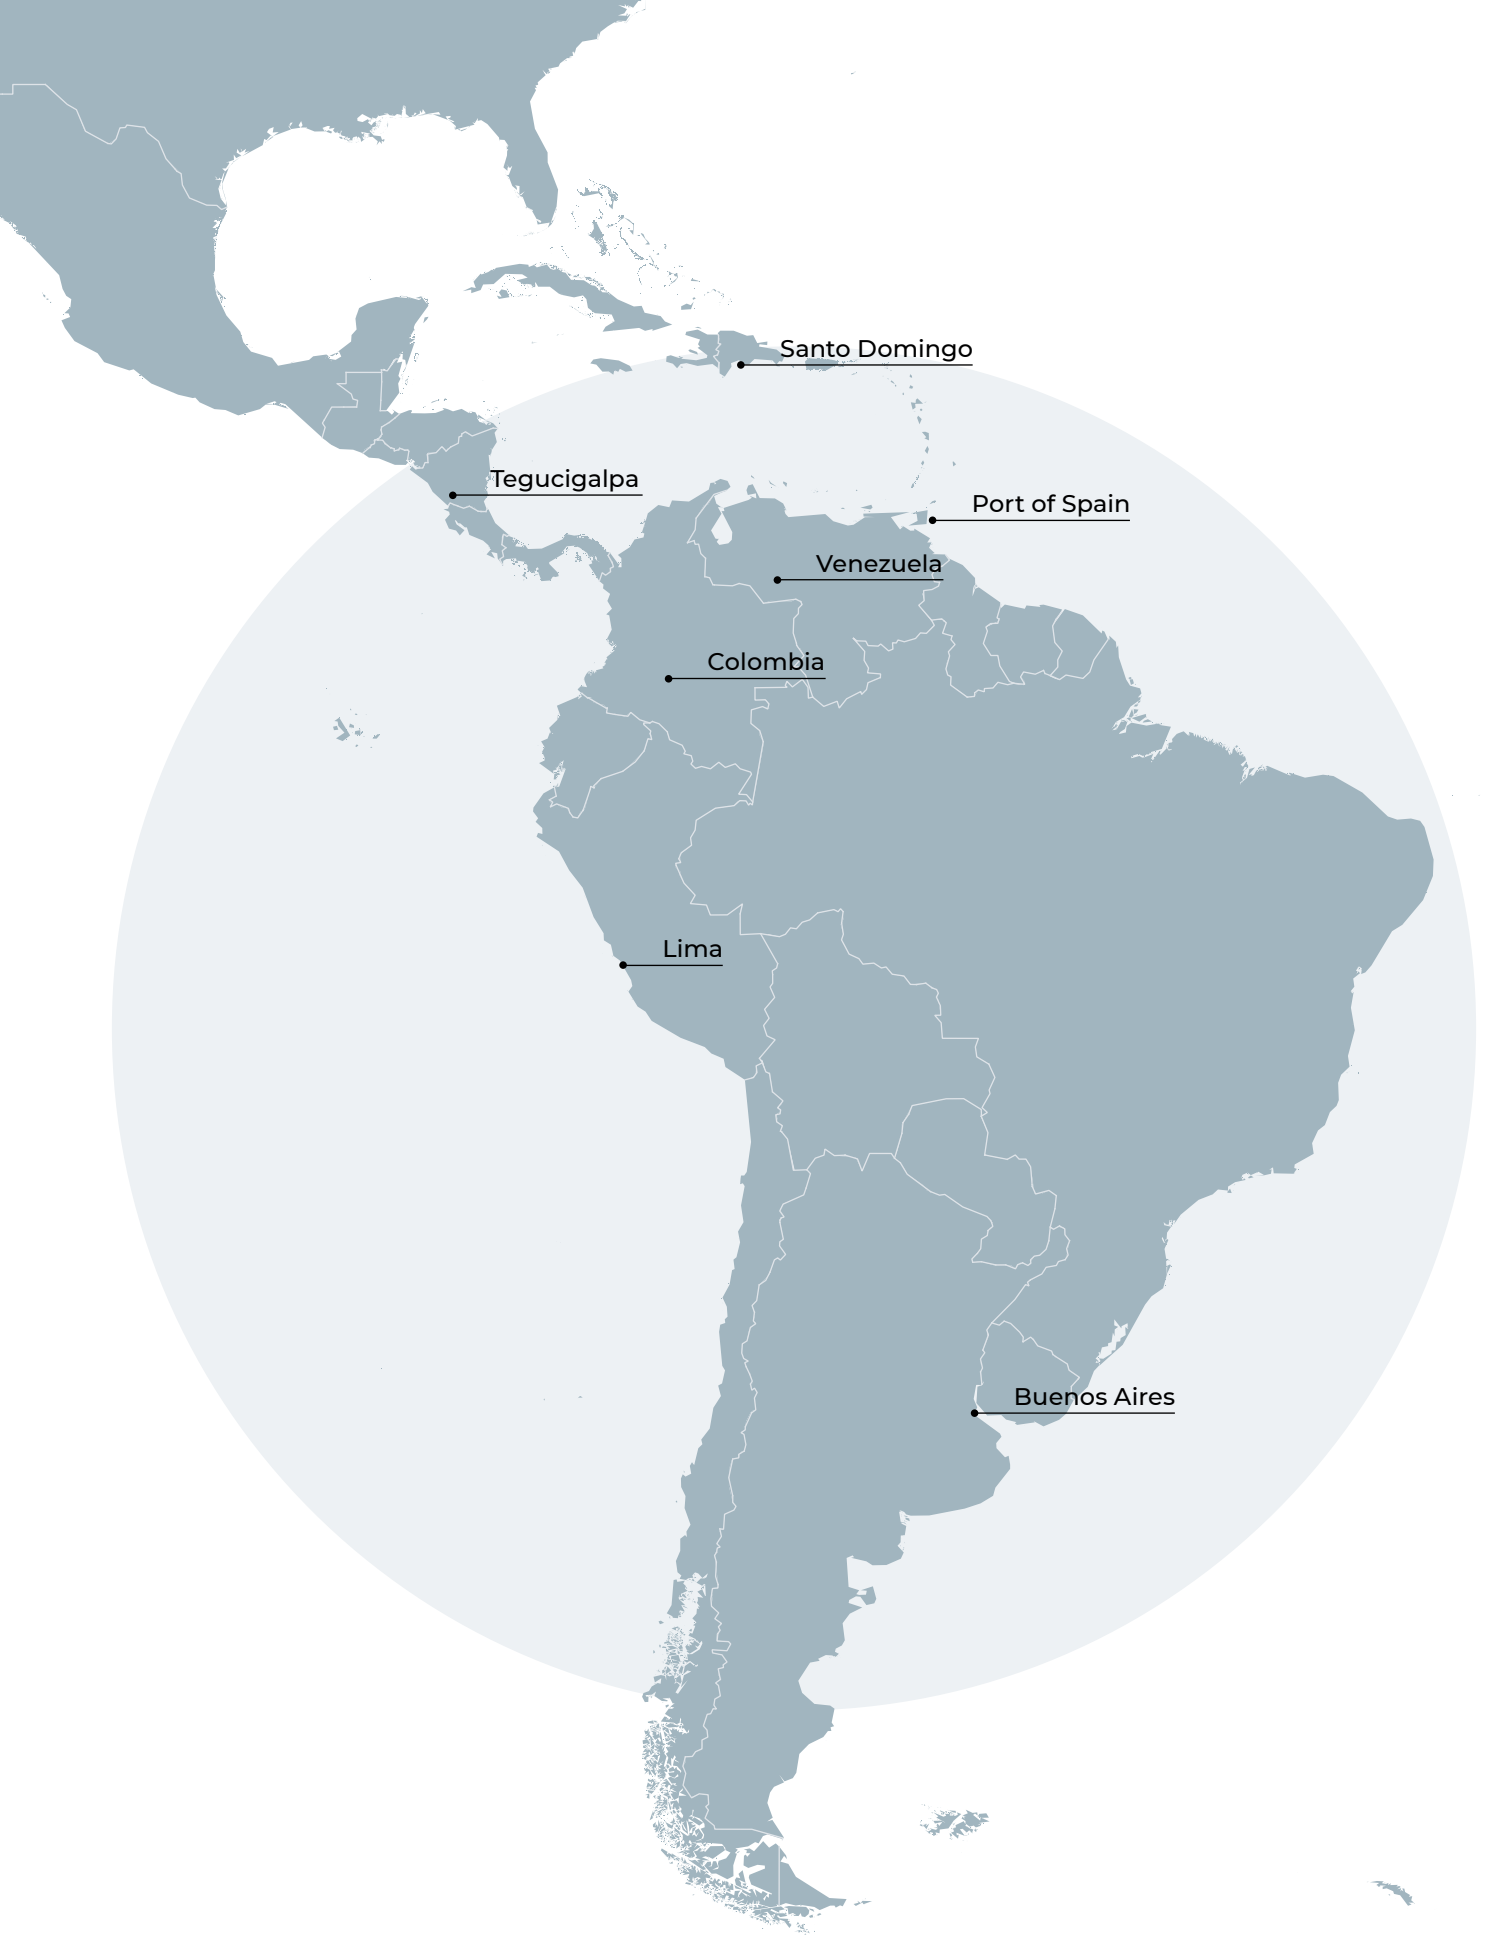 Santo Domingo
Tegucigalpa
Port of Spain
Venezuela
Colombia
Lima
Buenos Aires